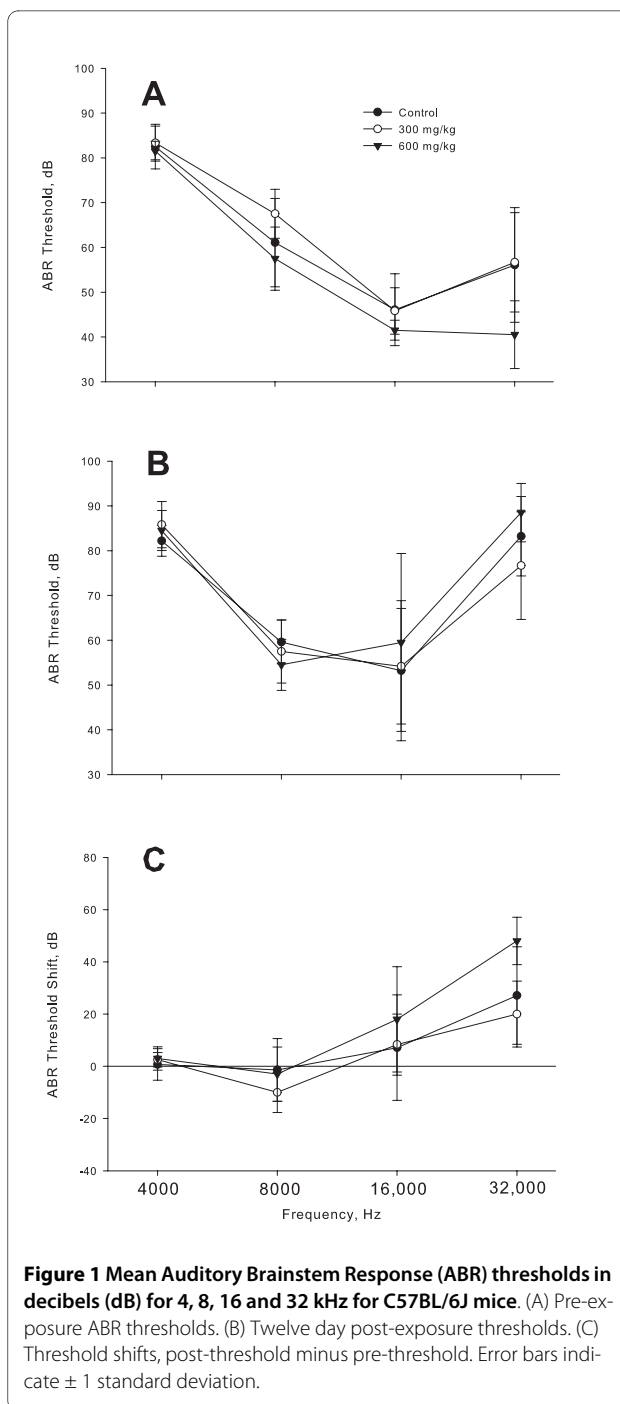 A
100
90
80
70
60
50
40
30
ABR Threshold, dB
Control
300 mg/kg
600 mg/kg
B
100
90
80
70
60
50
40
30
ABR Threshold, dB
C
80
60
40
20
0
-20
-40
ABR Threshold Shift, dB
4000 8000 16,000 32,000
Frequency, Hz
Figure 1 Mean Auditory Brainstem Response (ABR) thresholds in
decibels (dB) for 4, 8, 16 and 32 kHz for C57BL/6J mice. (A) Pre-ex-
posure ABR thresholds. (B) Twelve day post-exposure thresholds. (C)
Threshold shifts, post-threshold minus pre-threshold. Error bars indi-
cate ± 1 standard deviation.